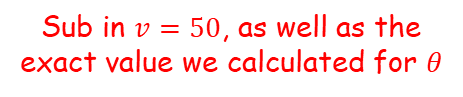 Sub in 𝑣 = 50, as well as the
exact value we calculated for 𝜃